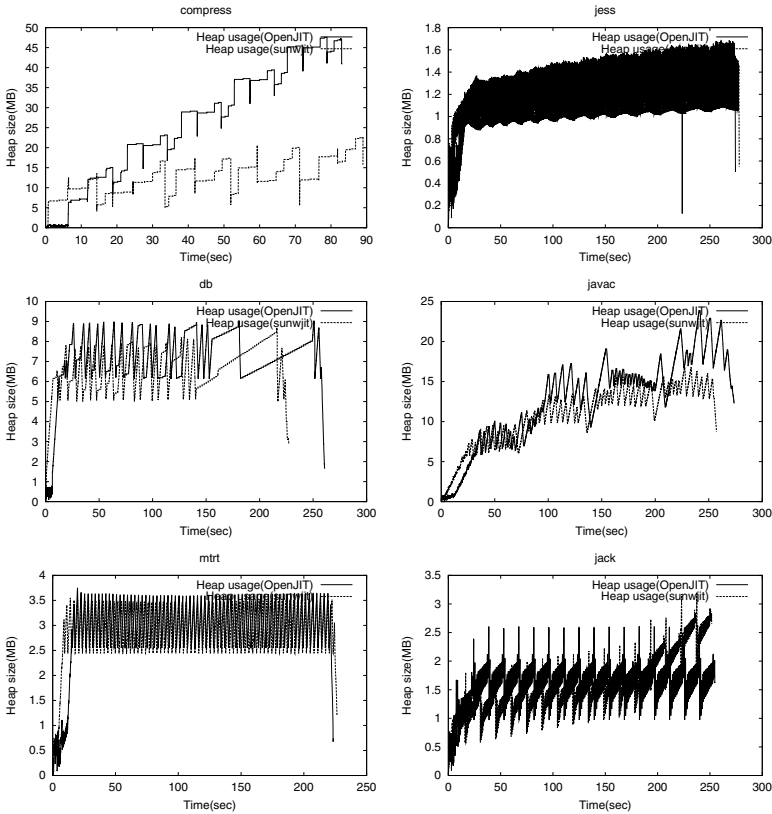 compress
50
45
40
35
30
25
20
15
10
5
0
0 10 20 30 40 50 60 70 80 90
Heap size(MB)
Time(sec)
Heap usage(OpenJIT)
Heap usage(sunwjit)
jess
1.8
1.6
1.4
1.2
1
0.8
0.6
0.4
0.2
0
0 50 100 150 200 250 300
Heap size(MB)
Time(sec)
Heap usage(OpenJIT)
Heap usage(sunwjit)
db
10
9
8
7
6
5
4
3
2
1
0
0 50 100 150 200 250 300
Heap size(MB)
Time(sec)
Heap usage(OpenJIT)
Heap usage(sunwjit)
javac
25
20
15
10
5
0
0 50 100 150 200 250 300
Heap size(MB)
Time(sec)
Heap usage(OpenJIT)
Heap usage(sunwjit)
mtrt
4
3.5
3
2.5
2
1.5
1
0.5
0
0 50 100 150 200 250
Heap size(MB)
Time(sec)
Heap usage(OpenJIT)
Heap usage(sunwjit)
jack
3.5
3
2.5
2
1.5
1
0.5
0
0 50 100 150 200 250 300
Heap size(MB)
Time(sec)
Heap usage(OpenJIT)
Heap usage(sunwjit)